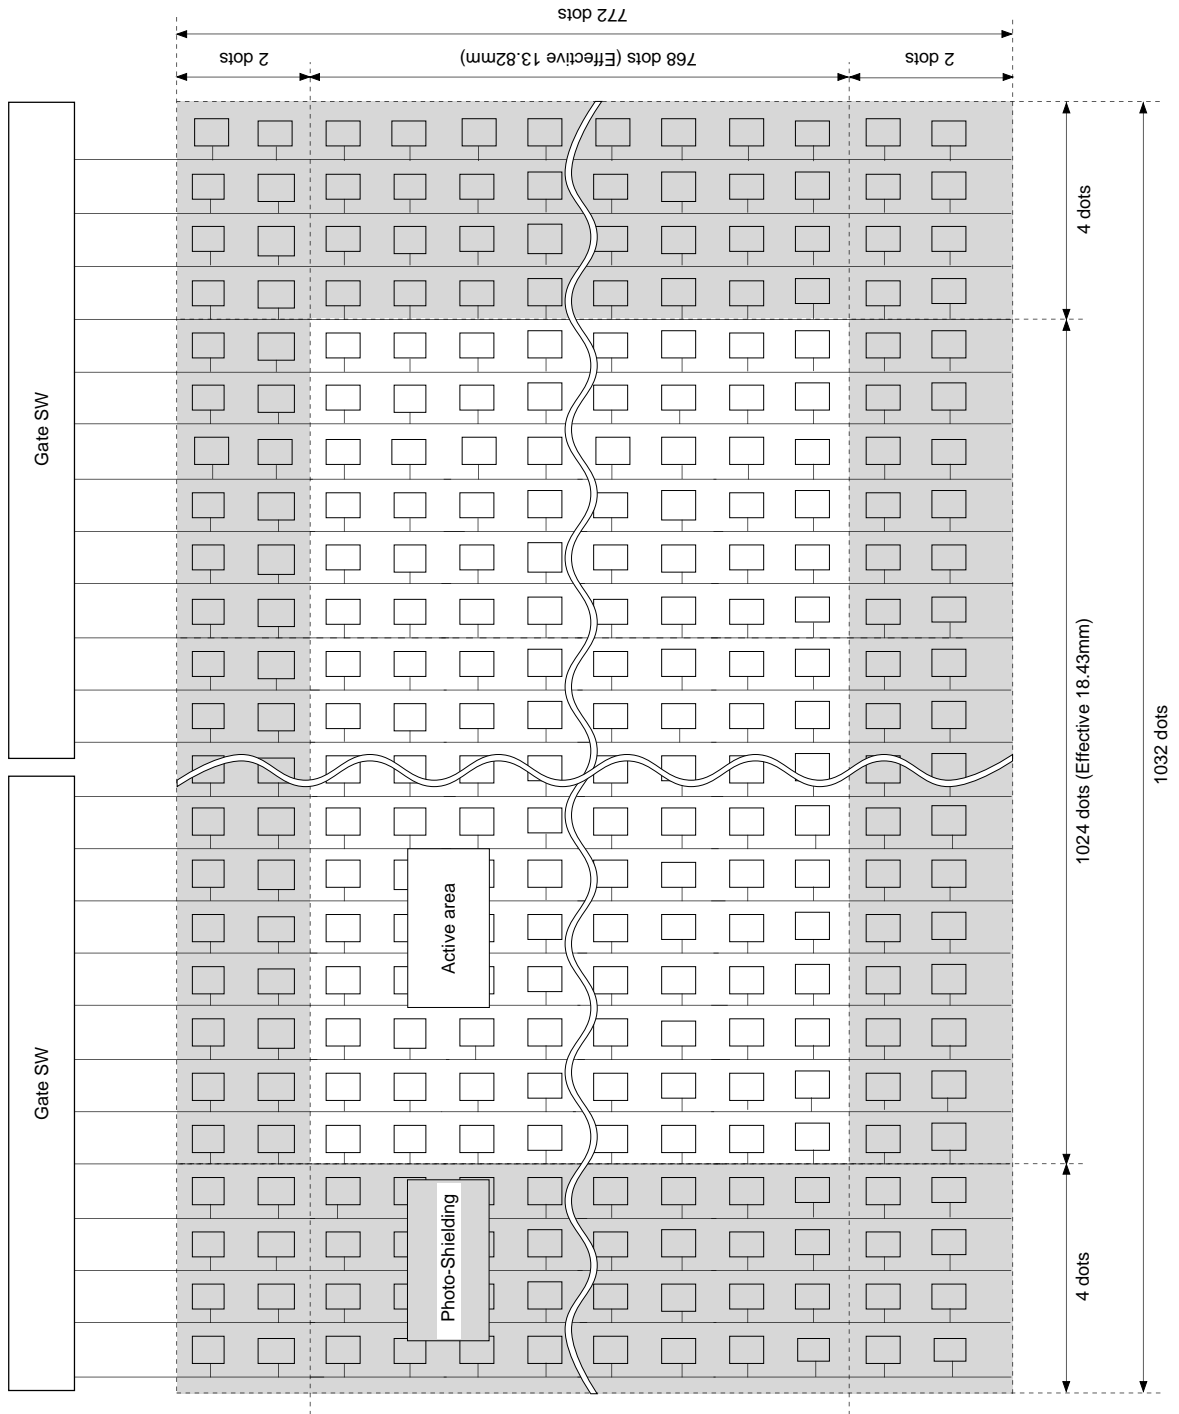 772 dots
2 dots
768 dots (Effective 13.82mm)
2 dots
Gate SW
4 dots
1024 dots (Effective 18.43mm)
1032 dots
Active area
Gate SW
Photo-Shielding
4 dots